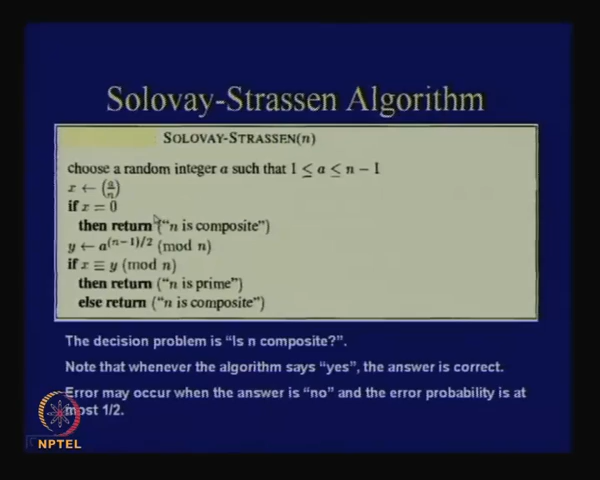 Solovay-Strassen Algorithm
SOLOVAY-STRASSEN(n)
choose a random integer a such that 1 ≤ a ≤ n − 1
x ← (a/n)
if x = 0
then return ("n is composite")
y ← a^(n−1)/2 (mod n)
if x ≡ y (mod n)
then return ("n is prime")
else return ("n is composite")
The decision problem is "Is n composite?".
Note that whenever the algorithm says "yes", the answer is correct.
Error may occur when the answer is "no" and the error probability is at
most 1/2.
NPTEL